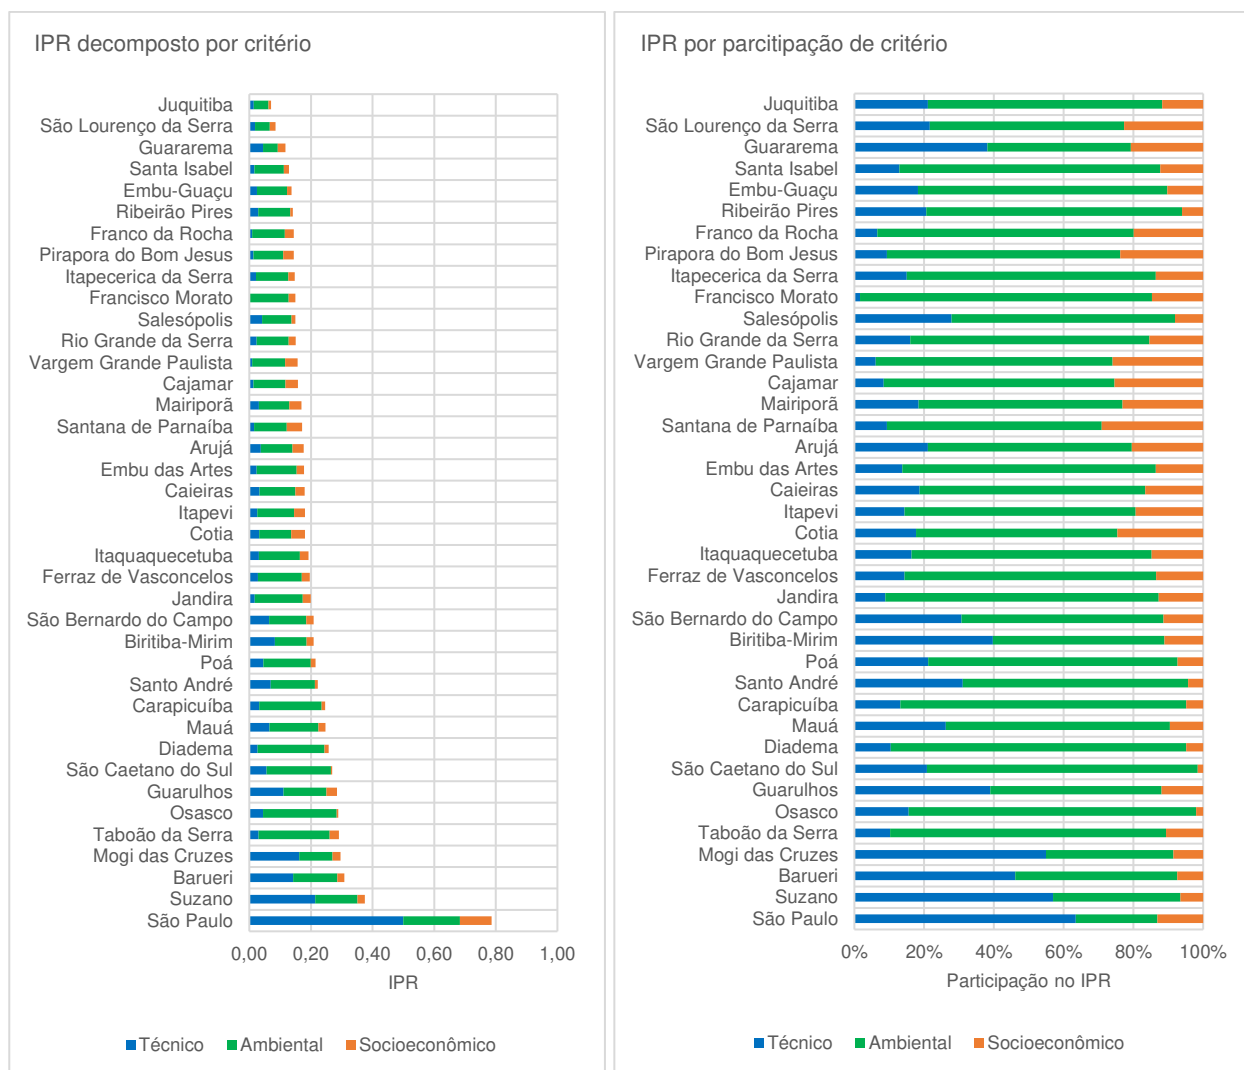 IPR decomposto por critério
Juquitiba
São Lourenço da Serra
Guararema
Santa Isabel
Embu-Guaçu
Ribeirão Pires
Franco da Rocha
Pirapora do Bom Jesus
Itapecerica da Serra
Francisco Morato
Salesópolis
Rio Grande da Serra
Vargem Grande Paulista
Cajamar
Mairiporã
Santana de Parnaíba
Arujá
Embu das Artes
Caieiras
Itapevi
Cotia
Itaquaquecetuba
Ferraz de Vasconcelos
Jandira
São Bernardo do Campo
Biritiba-Mirim
Poá
Santo André
Carapicuíba
Mauá
Diadema
São Caetano do Sul
Guarulhos
Osasco
Taboão da Serra
Mogi das Cruzes
Barueri
Suzano
São Paulo
0,00 0,20 0,40 0,60 0,80 1,00
IPR
Técnico Ambiental Socioeconômico
IPR por parcitipação de critério
Juquitiba
São Lourenço da Serra
Guararema
Santa Isabel
Embu-Guaçu
Ribeirão Pires
Franco da Rocha
Pirapora do Bom Jesus
Itapecerica da Serra
Francisco Morato
Salesópolis
Rio Grande da Serra
Vargem Grande Paulista
Cajamar
Mairiporã
Santana de Parnaíba
Arujá
Embu das Artes
Caieiras
Itapevi
Cotia
Itaquaquecetuba
Ferraz de Vasconcelos
Jandira
São Bernardo do Campo
Biritiba-Mirim
Poá
Santo André
Carapicuíba
Mauá
Diadema
São Caetano do Sul
Guarulhos
Osasco
Taboão da Serra
Mogi das Cruzes
Barueri
Suzano
São Paulo
0% 20% 40% 60% 80% 100%
Participação no IPR
Técnico Ambiental Socioeconômico